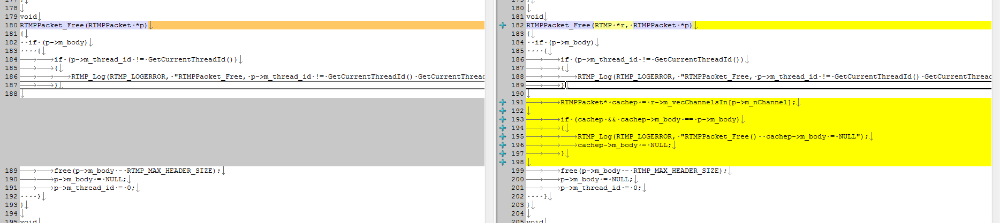 178
179 void
180 RTMPPacket_Free(RTMPPacket *p)
181 {
182   if (p->m_body)
183     {
184 		if (p->m_thread_id != GetCurrentThreadId())
185 		{
186 			RTMP_Log(RTMP_LOGERROR, "RTMPPacket_Free, p->m_thread_id != GetCurrentThreadId() GetCurrentThreac
187 		}
188
189 		free(p->m_body - RTMP_MAX_HEADER_SIZE);
190 		p->m_body = NULL;
191 		p->m_thread_id = 0;
192     }
193 }
194
195 void
180
181 void
182 RTMPPacket_Free(RTMP *r, RTMPPacket *p)
183 {
184   if (p->m_body)
185     {
186 		if (p->m_thread_id != GetCurrentThreadId())
187 		{
188 			RTMP_Log(RTMP_LOGERROR, "RTMPPacket_Free, p->m_thread_id != GetCurrentThreadId() GetCurrentThreac
189 		}
190
191 		RTMPPacket* cachep = r->m_vecChannelsIn[p->m_nChannel];
192
193 		if (cachep && cachep->m_body == p->m_body)
194 		{
195 			RTMP_Log(RTMP_LOGERROR, "RTMPPacket_Free()  cachep->m_body = NULL");
196 			cachep->m_body = NULL;
197 		}
198
199 		free(p->m_body - RTMP_MAX_HEADER_SIZE);
200 		p->m_body = NULL;
201 		p->m_thread_id = 0;
202     }
203 }
204
205 void